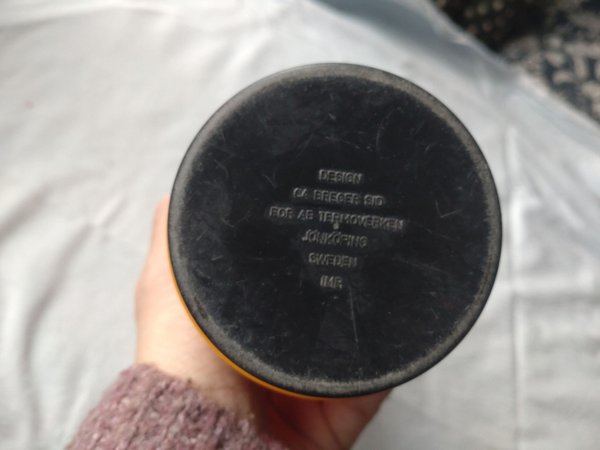 DESIGN
CA BREGER SID
FOR AB TERMOVERKEN
JÖNKÖPING
SWEDEN
IMR